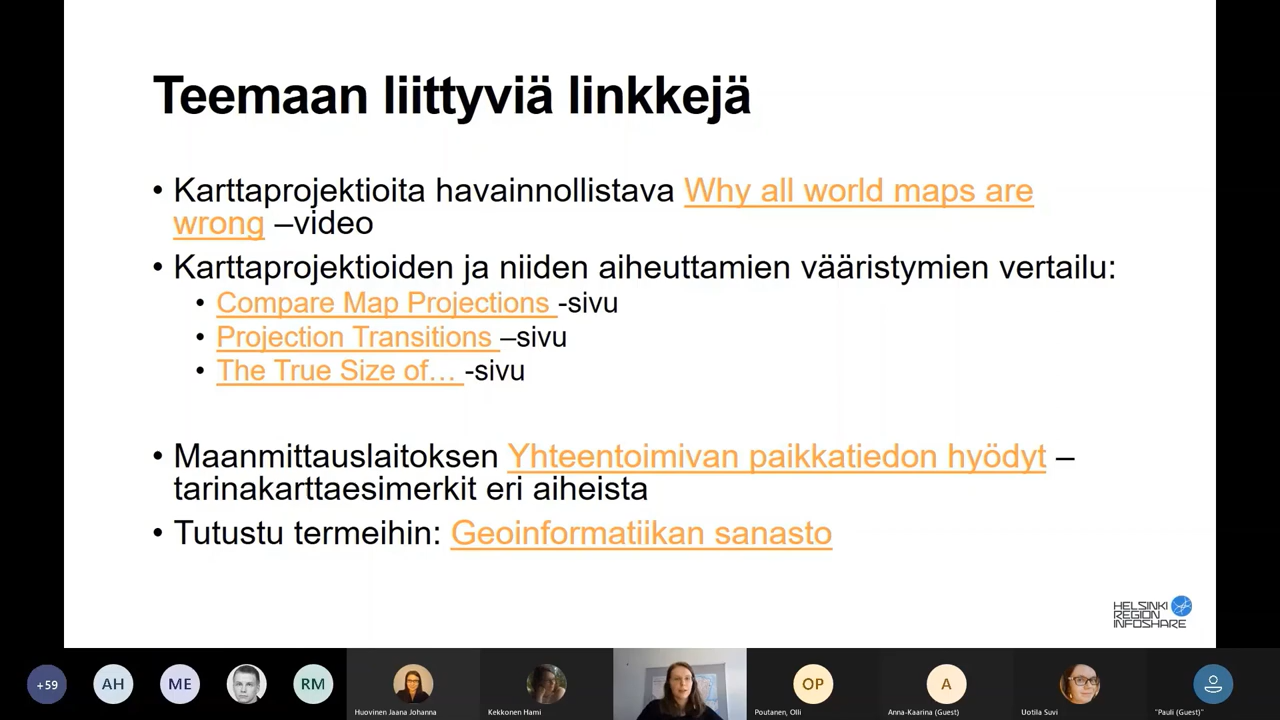 Teemaan liittyviä linkkejä
• Karttaprojektioita havainnollistava Why all world maps are
wrong –video
• Karttaprojektioiden ja niiden aiheuttamien vääristymien vertailu:
• Compare Map Projections -sivu
• Projection Transitions –sivu
• The True Size of… -sivu
• Maanmittauslaitoksen Yhteentoimivan paikkatiedon hyödyt –
tarinakarttaesimerkit eri aiheista
• Tutustu termeihin: Geoinformatiikan sanasto
HELSINKI
REGION
INFOSHARE
+59 AH ME RM OP A
Huovinen Jaana Johanna Kekkonen Hami Poutanen, Olli Anna-Kaarina (Guest) Uotila Suvi "Pauli (Guest)"